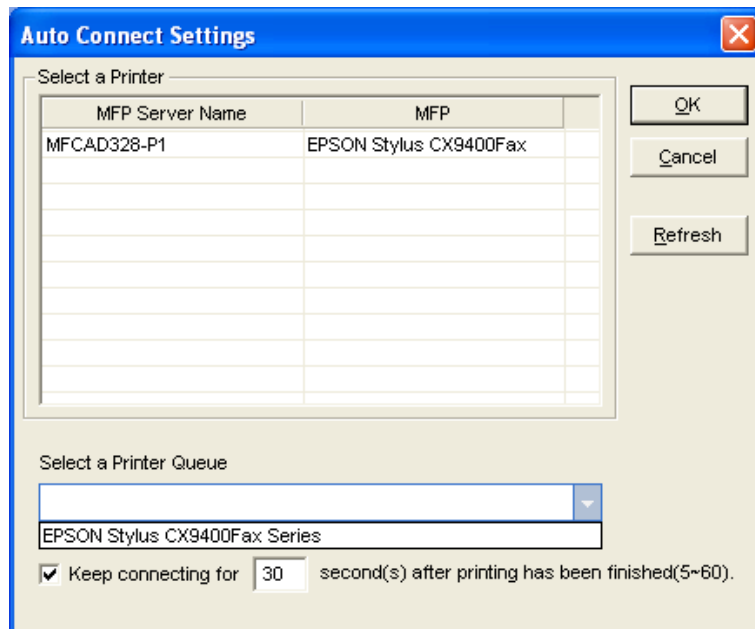 Auto Connect Settings
Select a Printer
MFP Server Name MFP
MFCAD328-P1 EPSON Stylus CX9400Fax
OK
Cancel
Refresh
Select a Printer Queue
EPSON Stylus CX9400Fax Series
Keep connecting for 30 second(s) after printing has been finished(5~60).